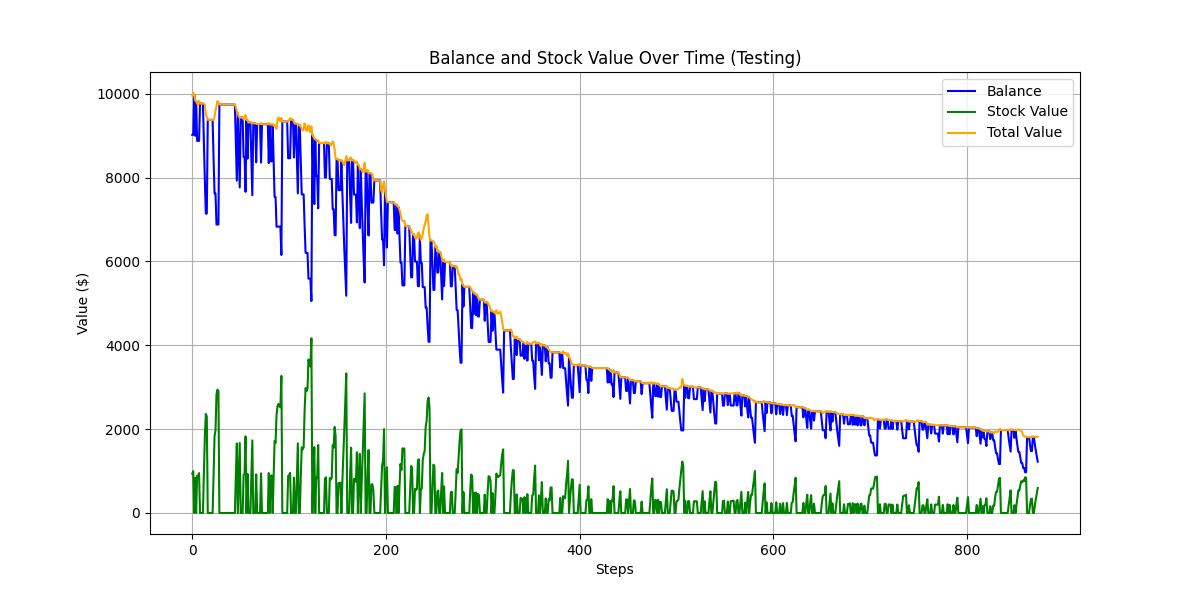 Balance and Stock Value Over Time (Testing)
Balance
Stock Value
Total Value
Value ($)
10000
8000
6000
4000
2000
0
0 200 400 600 800
Steps